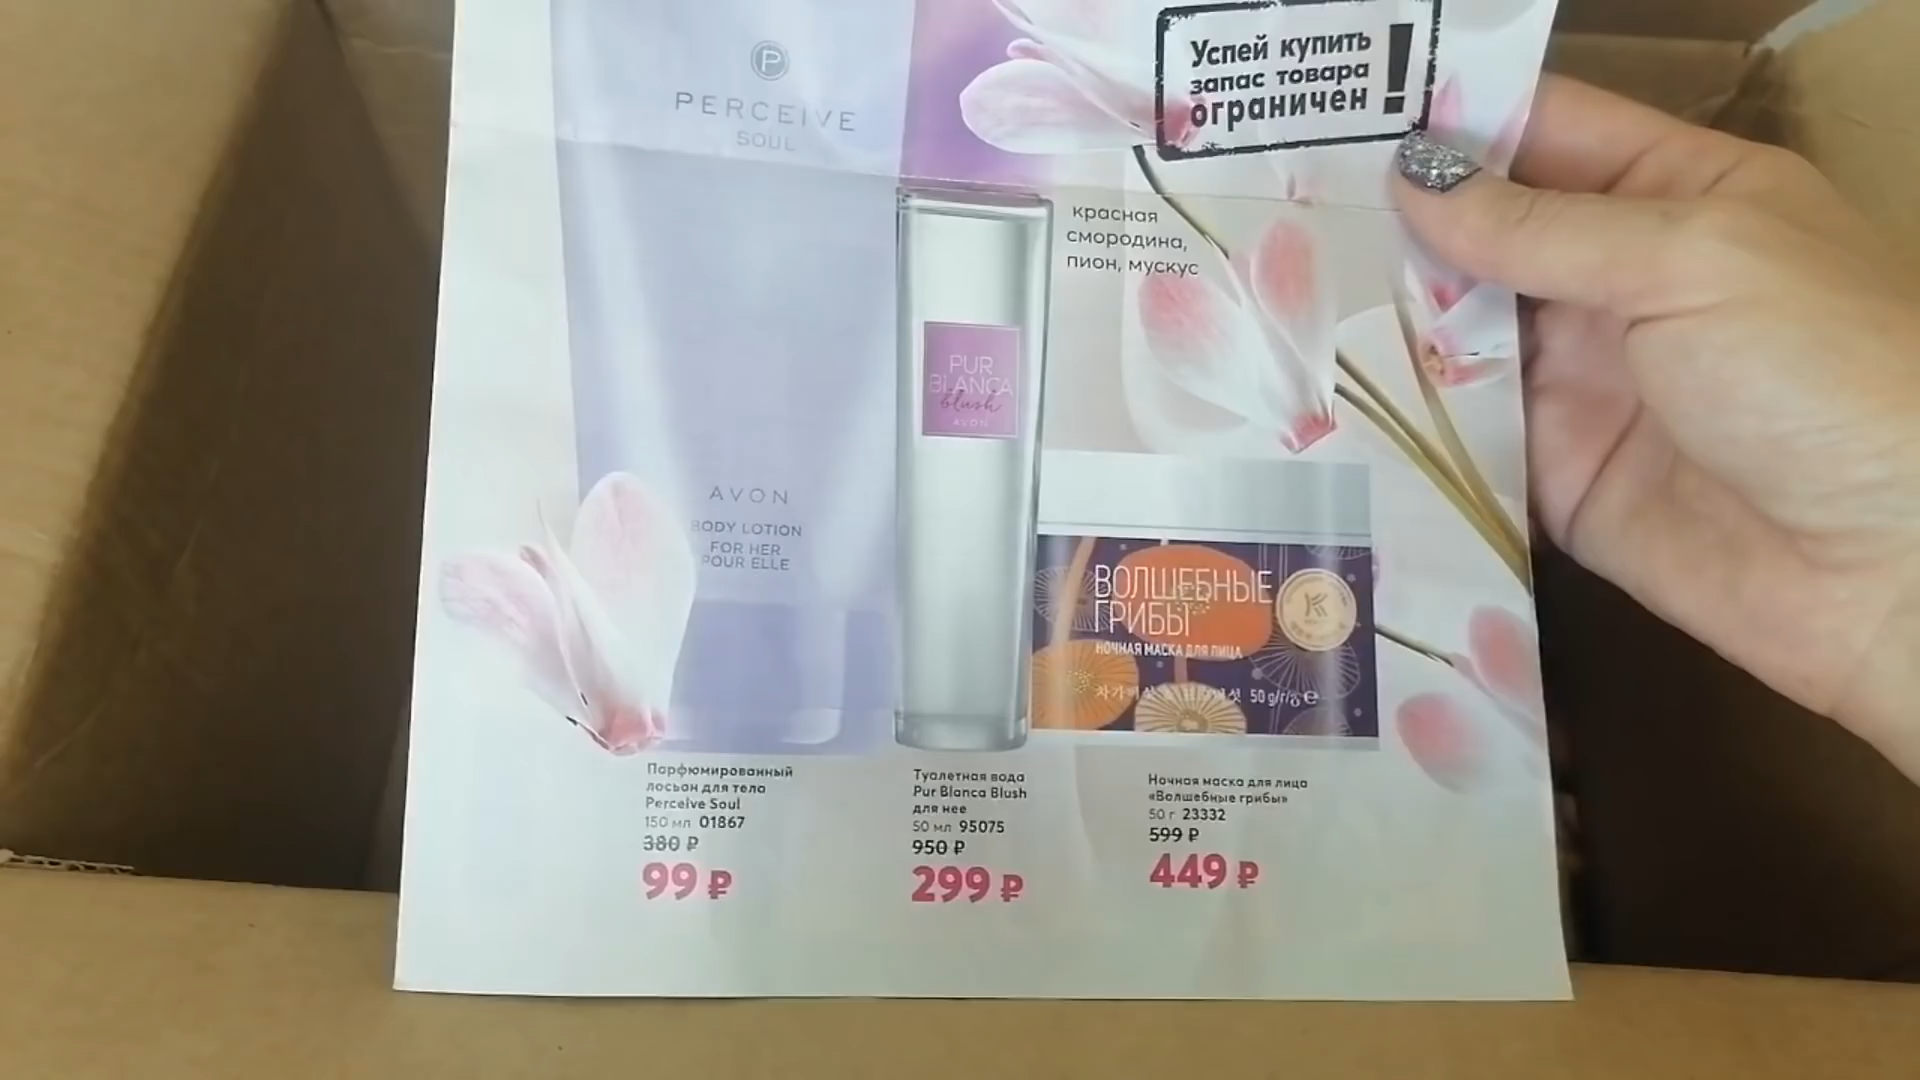 P
PERCEIVE
SOUL
Успей купить
запас товара
ограничен !
красная
смородина,
пион, мускус
PUR
BLANCA
blush
AVON
AVON
BODY LOTION
FOR HER
POUR ELLE
ВОЛШЕБНЫЕ
ГРИБЫ
НОЧНАЯ МАСКА ДЛЯ ЛИЦА
50 g/г/გ e
Парфюмированный
лосьон для тела
Perceive Soul
150 мл 01867
380 ₽
99 ₽
Туалетная вода
Pur Blanca Blush
для нее
50 мл 95075
950 ₽
299 ₽
Ночная маска для лица
«Волшебные грибы»
50 г 23332
599 ₽
449 ₽